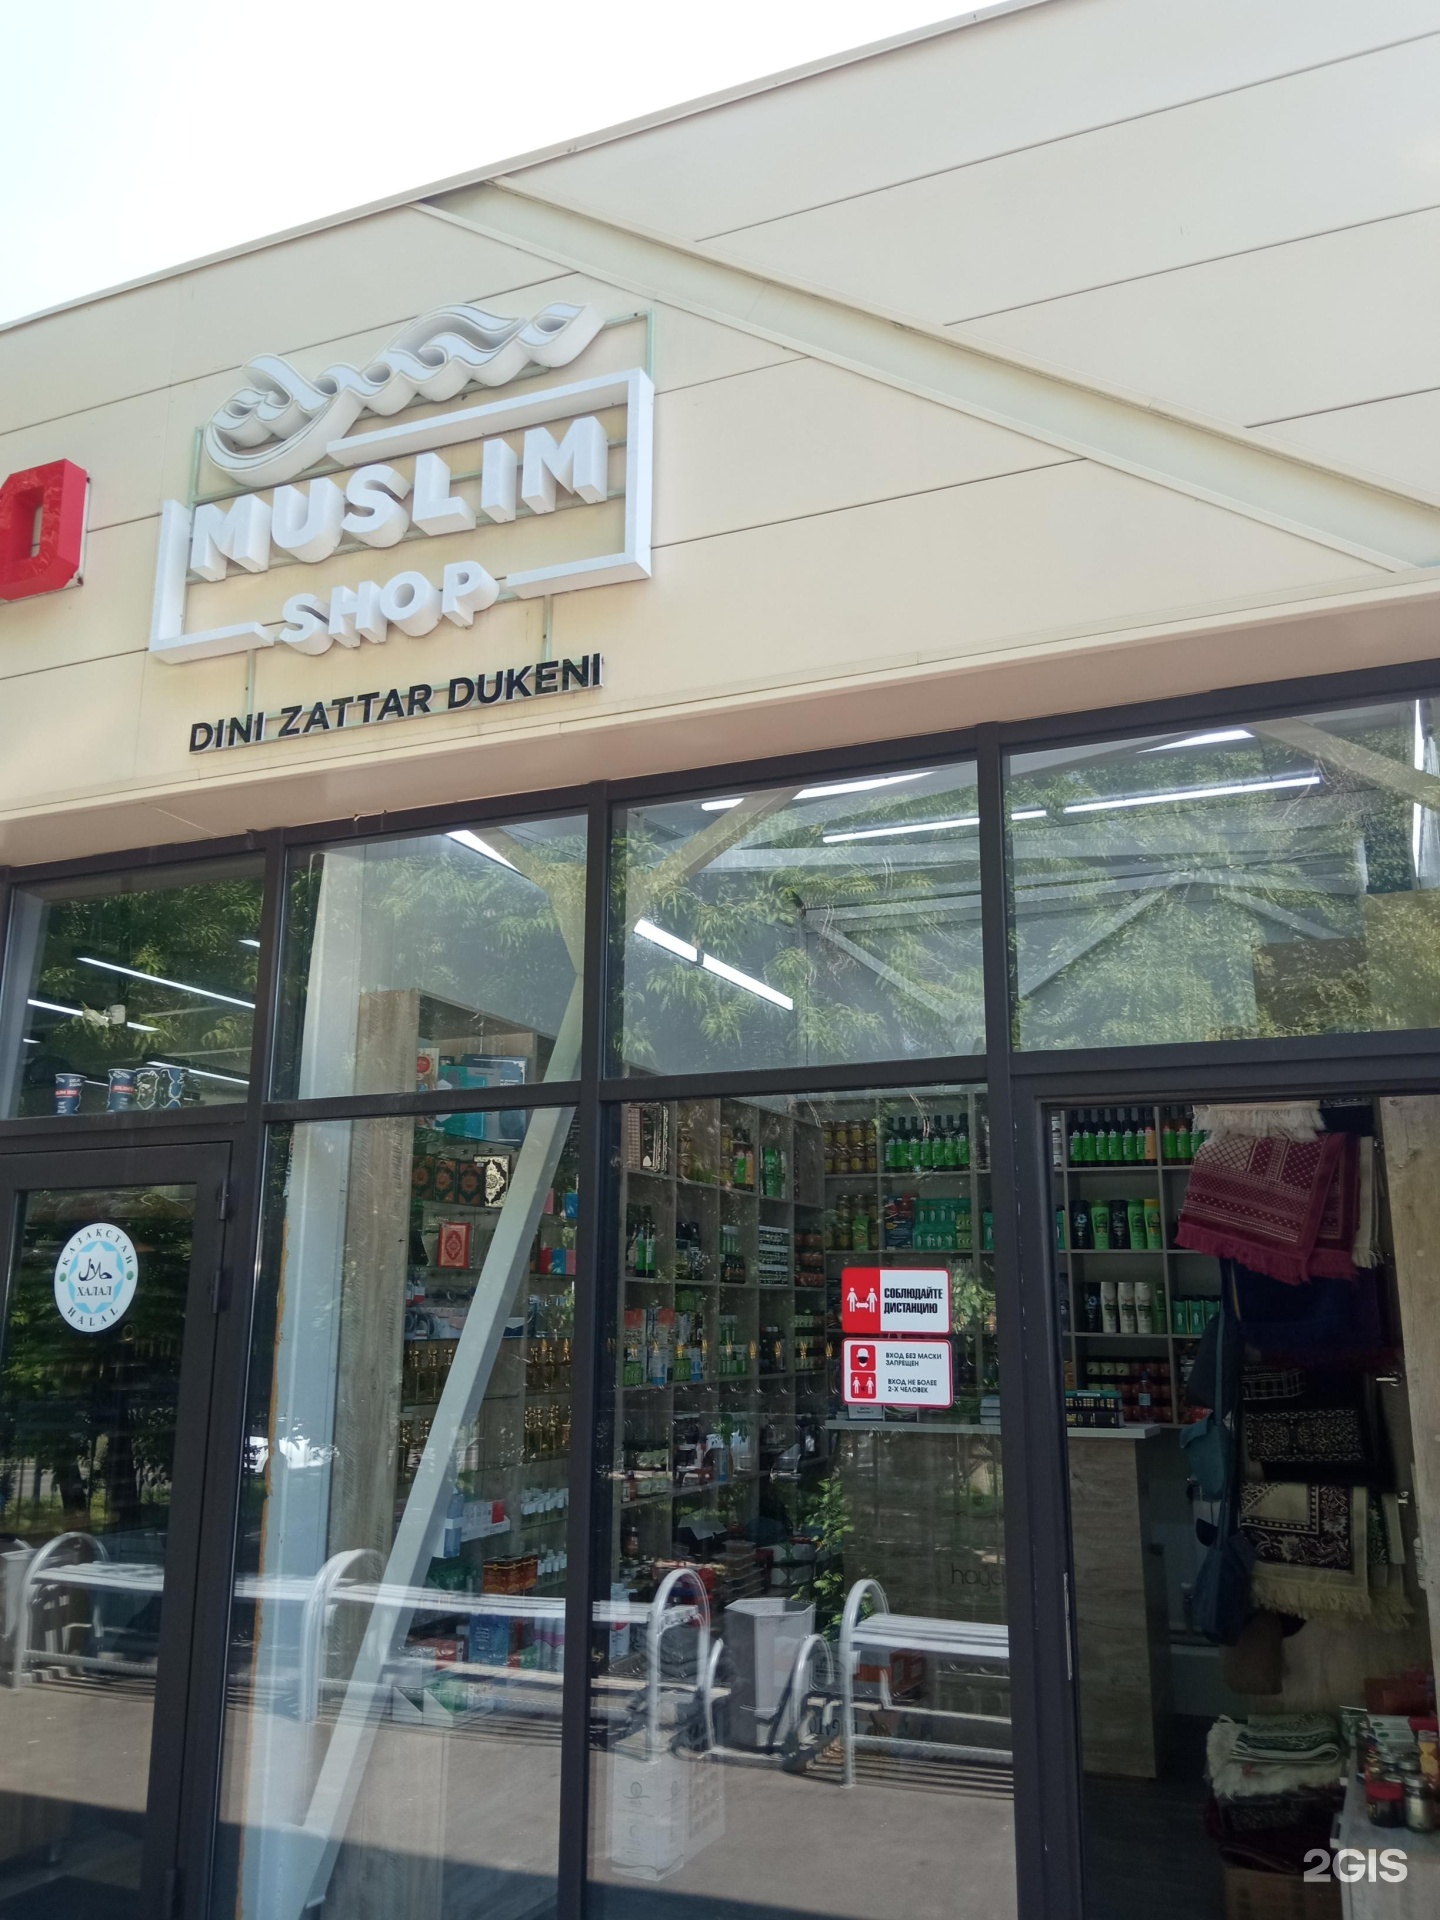 MUSLIM
SHOP
DINI ZATTAR DUKENI
ҚАЗАҚСТАН
حلال
ХАЛАЛ
HALAL
СОБЛЮДАЙТЕ
ДИСТАНЦИЮ
ВХОД БЕЗ МАСКИ
ЗАПРЕЩЕН
ВХОД НЕ БОЛЕЕ
2-Х ЧЕЛОВЕК
2GIS